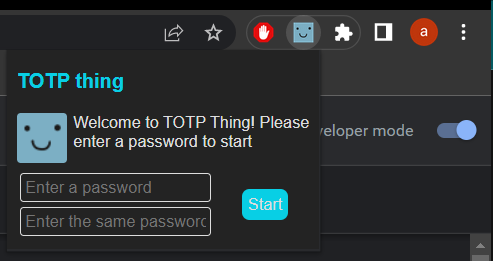 a
TOTP thing
Welcome to TOTP Thing! Please
enter a password to start
veloper mode
Enter a password
Start
Enter the same password